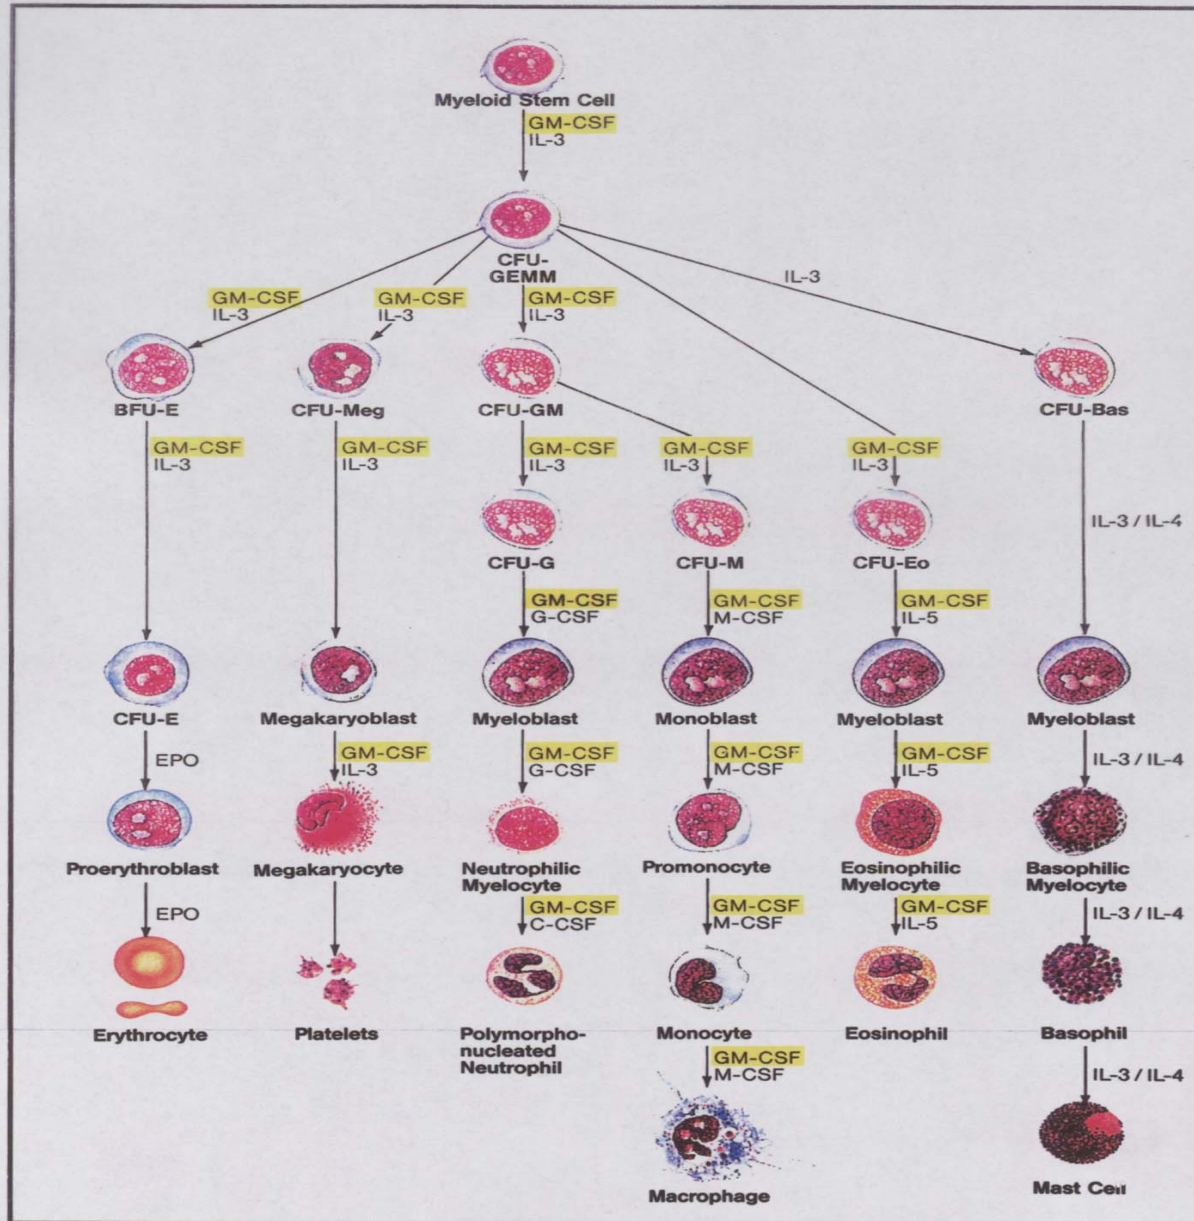 Myeloid Stem Cell
GM-CSF
IL-3
CFU-
GEMM
IL-3
GM-CSF
IL-3
GM-CSF
IL-3
GM-CSF
IL-3
BFU-E
CFU-Meg
CFU-GM
CFU-Bas
GM-CSF
IL-3
GM-CSF
IL-3
GM-CSF
IL-3
GM-CSF
IL-3
GM-CSF
IL-3
IL-3 / IL-4
CFU-G
CFU-M
CFU-Eo
GM-CSF
G-CSF
GM-CSF
M-CSF
GM-CSF
IL-5
CFU-E
Megakaryoblast
Myeloblast
Monoblast
Myeloblast
Myeloblast
EPO
GM-CSF
IL-3
GM-CSF
G-CSF
GM-CSF
M-CSF
GM-CSF
IL-5
IL-3 / IL-4
Proerythroblast
Megakaryocyte
Neutrophilic
Myelocyte
Promonocyte
Eosinophilic
Myelocyte
Basophilic
Myelocyte
EPO
GM-CSF
C-CSF
GM-CSF
M-CSF
GM-CSF
IL-5
IL-3 / IL-4
Erythrocyte
Platelets
Polymorpho-
nucleated
Neutrophil
Monocyte
Eosinophil
Basophil
GM-CSF
M-CSF
IL-3 / IL-4
Macrophage
Mast Cell